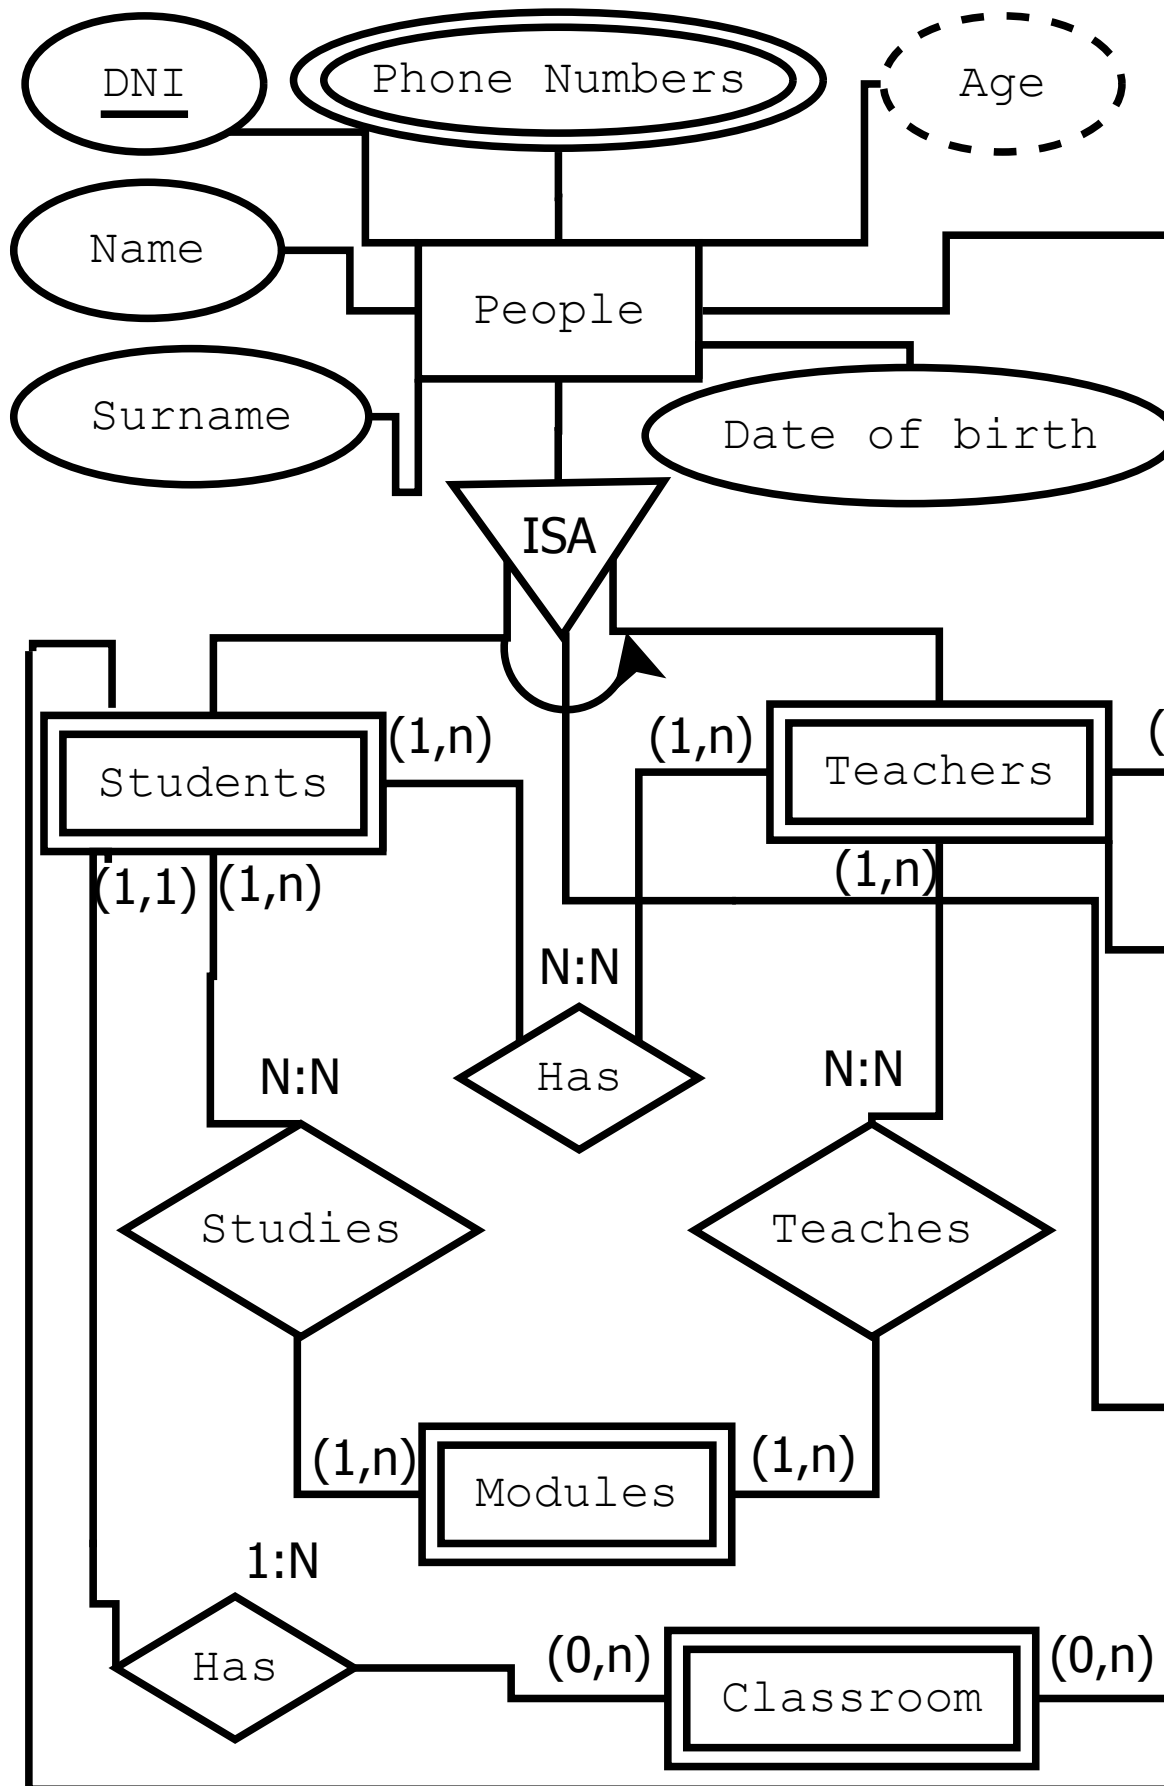 DNI
Phone Numbers
Age
Name
People
Surname
Date of birth
ISA
(1,n)
(1,n)
(
Students
Teachers
(1,1)
(1,n)
(1,n)
N:N
Has
N:N
N:N
Studies
Teaches
(1,n)
Modules
(1,n)
1:N
Has
(0,n)
Classroom
(0,n)